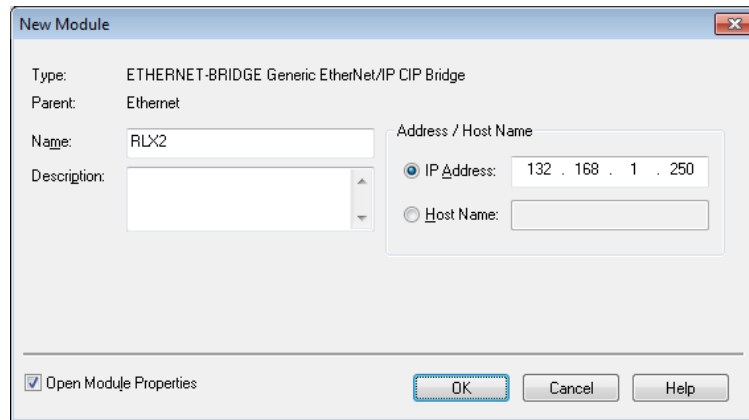 New Module
Type: ETHERNET-BRIDGE Generic EtherNet/IP CIP Bridge
Parent: Ethernet
Name: RLX2
Description:
Address / Host Name
IP Address: 132 . 168 . 1 . 250
Host Name:
Open Module Properties
OK Cancel Help